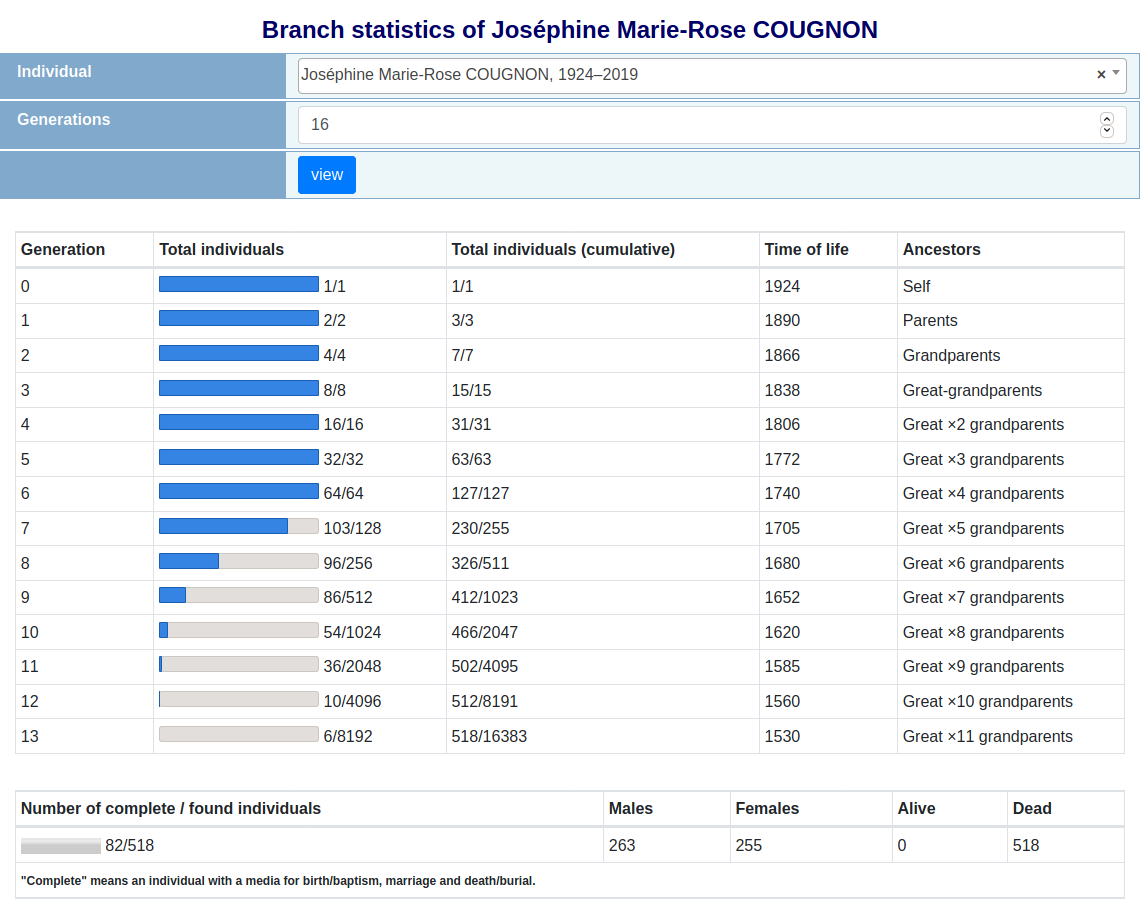 Branch statistics of Joséphine Marie-Rose COUGNON
Individual
Joséphine Marie-Rose COUGNON, 1924–2019 ×
Generations
16
view
Generation Total individuals Total individuals (cumulative) Time of life Ancestors
0 1/1 1/1 1924 Self
1 2/2 3/3 1890 Parents
2 4/4 7/7 1866 Grandparents
3 8/8 15/15 1838 Great-grandparents
4 16/16 31/31 1806 Great ×2 grandparents
5 32/32 63/63 1772 Great ×3 grandparents
6 64/64 127/127 1740 Great ×4 grandparents
7 103/128 230/255 1705 Great ×5 grandparents
8 96/256 326/511 1680 Great ×6 grandparents
9 86/512 412/1023 1652 Great ×7 grandparents
10 54/1024 466/2047 1620 Great ×8 grandparents
11 36/2048 502/4095 1585 Great ×9 grandparents
12 10/4096 512/8191 1560 Great ×10 grandparents
13 6/8192 518/16383 1530 Great ×11 grandparents
Number of complete / found individuals Males Females Alive Dead
82/518 263 255 0 518
"Complete" means an individual with a media for birth/baptism, marriage and death/burial.